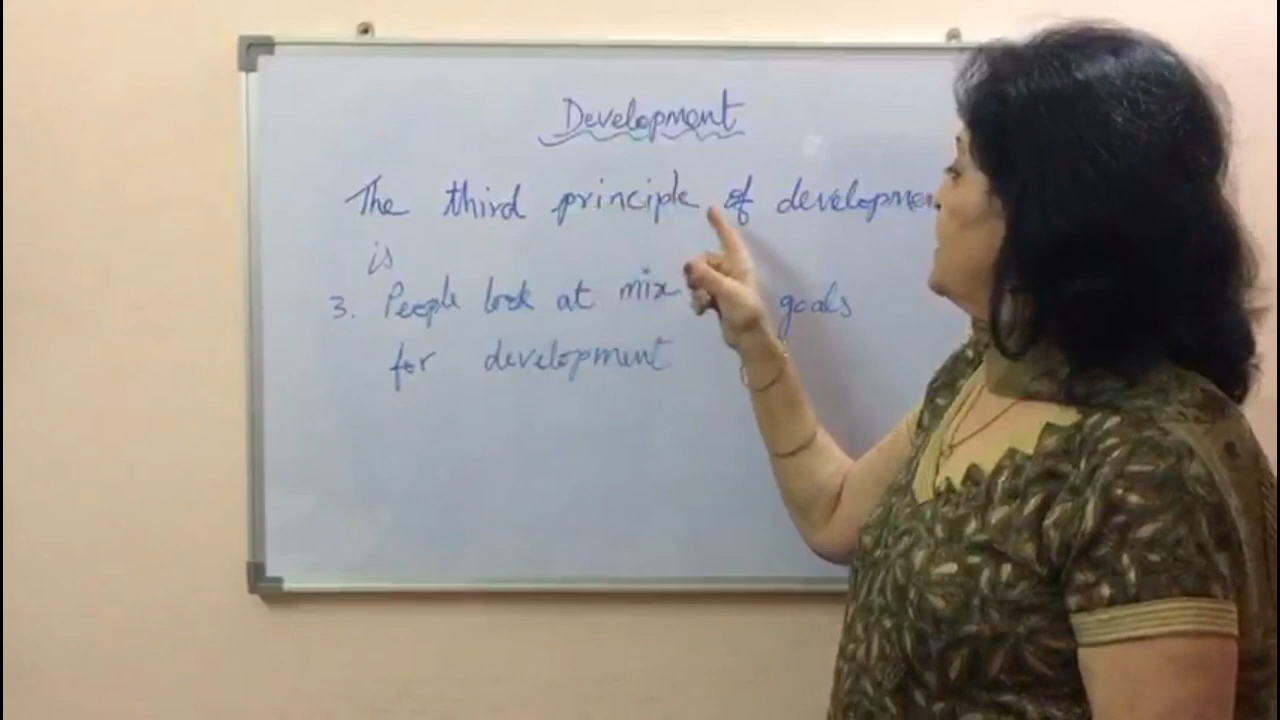 Development
The third principle of developmen
is
3. People look at mix goals
for development